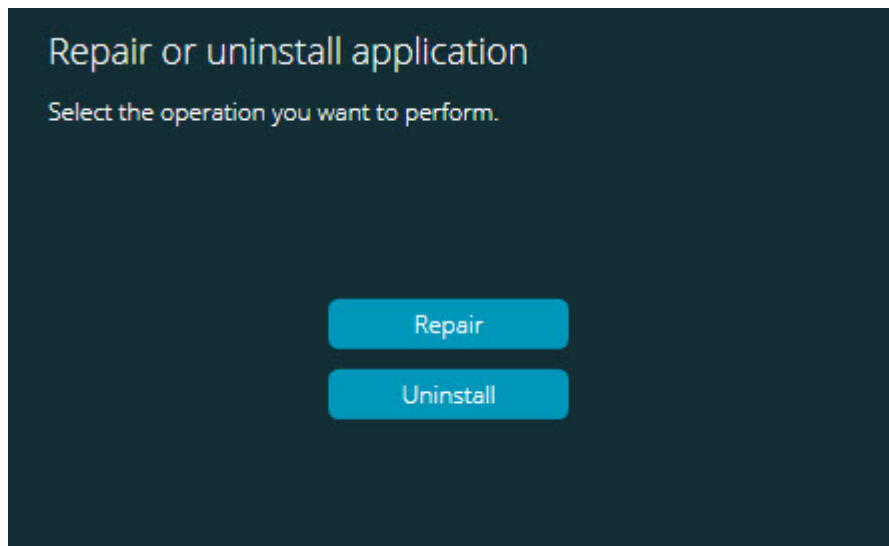 Repair or uninstall application
Select the operation you want to perform.
Repair
Uninstall